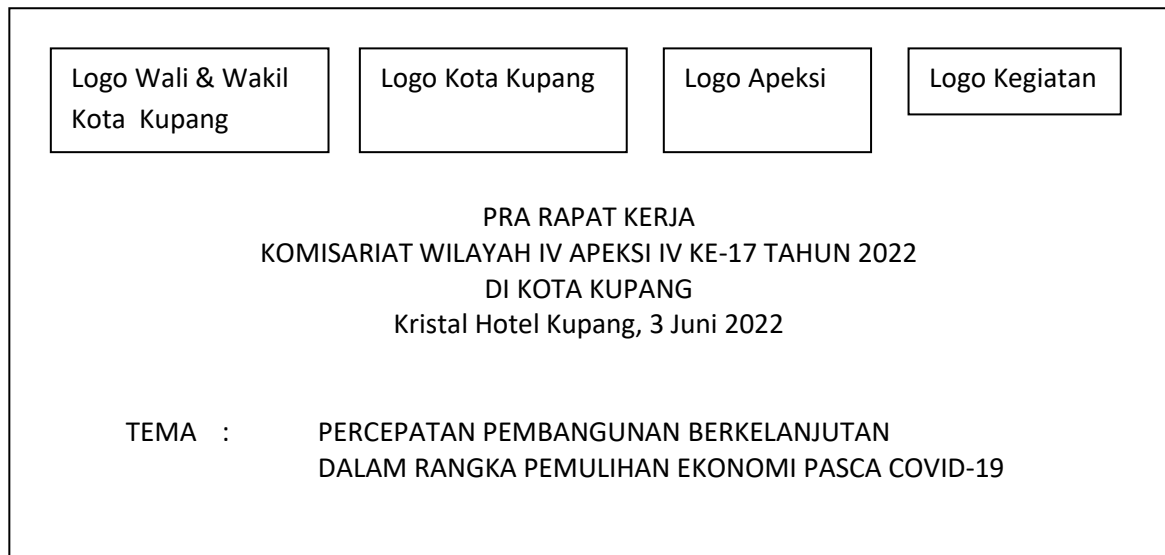 Logo Wali & Wakil
Kota Kupang
Logo Kota Kupang
Logo Apeksi
Logo Kegiatan
PRA RAPAT KERJA
KOMISARIAT WILAYAH IV APEKSI IV KE-17 TAHUN 2022
DI KOTA KUPANG
Kristal Hotel Kupang, 3 Juni 2022
TEMA : PERCEPATAN PEMBANGUNAN BERKELANJUTAN
DALAM RANGKA PEMULIHAN EKONOMI PASCA COVID-19